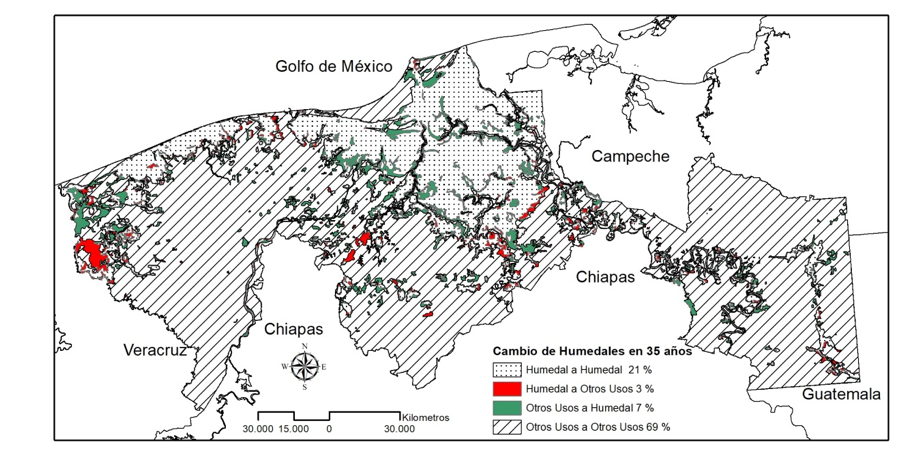 Golfo de México
Campeche
Chiapas
Chiapas
Veracruz
Guatemala
N
W E
S
Kilometros
30.000 15.000 0 30.000
Cambio de Humedales en 35 años
Humedal a Humedal 21 %
Humedal a Otros Usos 3 %
Otros Usos a Humedal 7 %
Otros Usos a Otros Usos 69 %